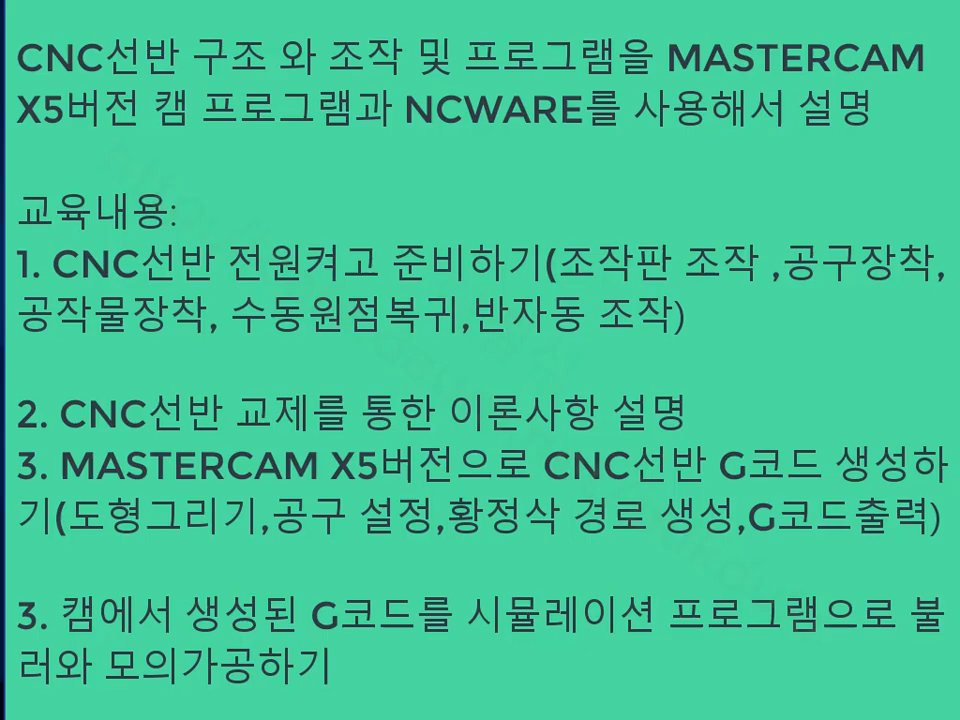 CNC선반 구조 와 조작 및 프로그램을 MASTERCAM
X5버전 캠 프로그램과 NCWARE를 사용해서 설명
교육내용:
1. CNC선반 전원켜고 준비하기(조작판 조작 ,공구장착,
공작물장착, 수동원점복귀,반자동 조작)
2. CNC선반 교제를 통한 이론사항 설명
3. MASTERCAM X5버전으로 CNC선반 G코드 생성하
기(도형그리기,공구 설정,황정삭 경로 생성,G코드출력)
3. 캠에서 생성된 G코드를 시뮬레이션 프로그램으로 불
러와 모의가공하기